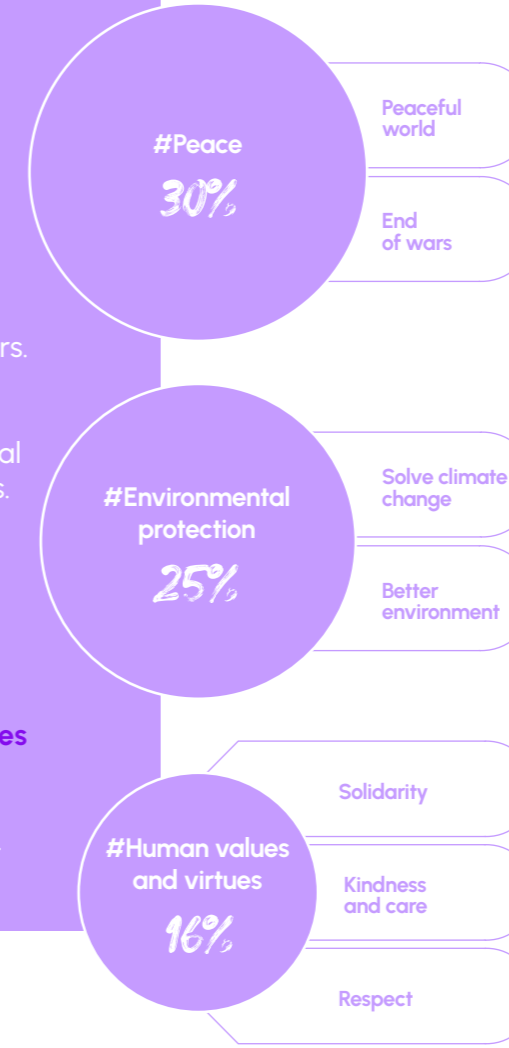 #Peace
30%
Peaceful
world
End
of wars
rs.
al
s.
#Environmental
protection
25%
Solve climate
change
Better
environment
es
#Human values
and virtues
16%
Solidarity
Kindness
and care
Respect